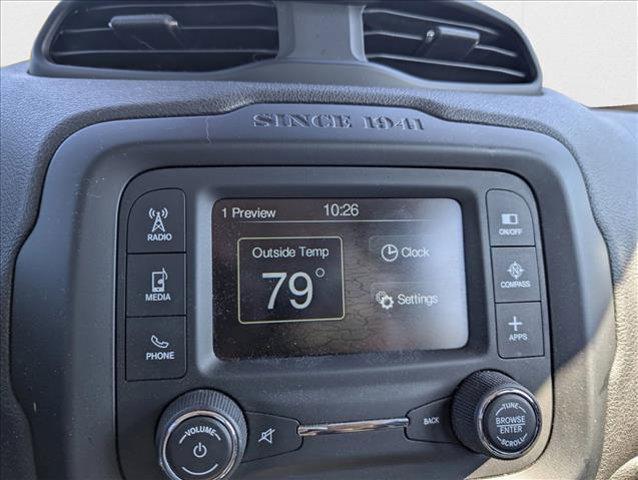 SINCE 1941
RADIO
MEDIA
PHONE
1 Preview 10:26
Outside Temp
79°
Clock
Settings
ON/OFF
N
COMPASS
APPS
VOLUME
BACK
TUNE
BROWSE
ENTER
SCROLL